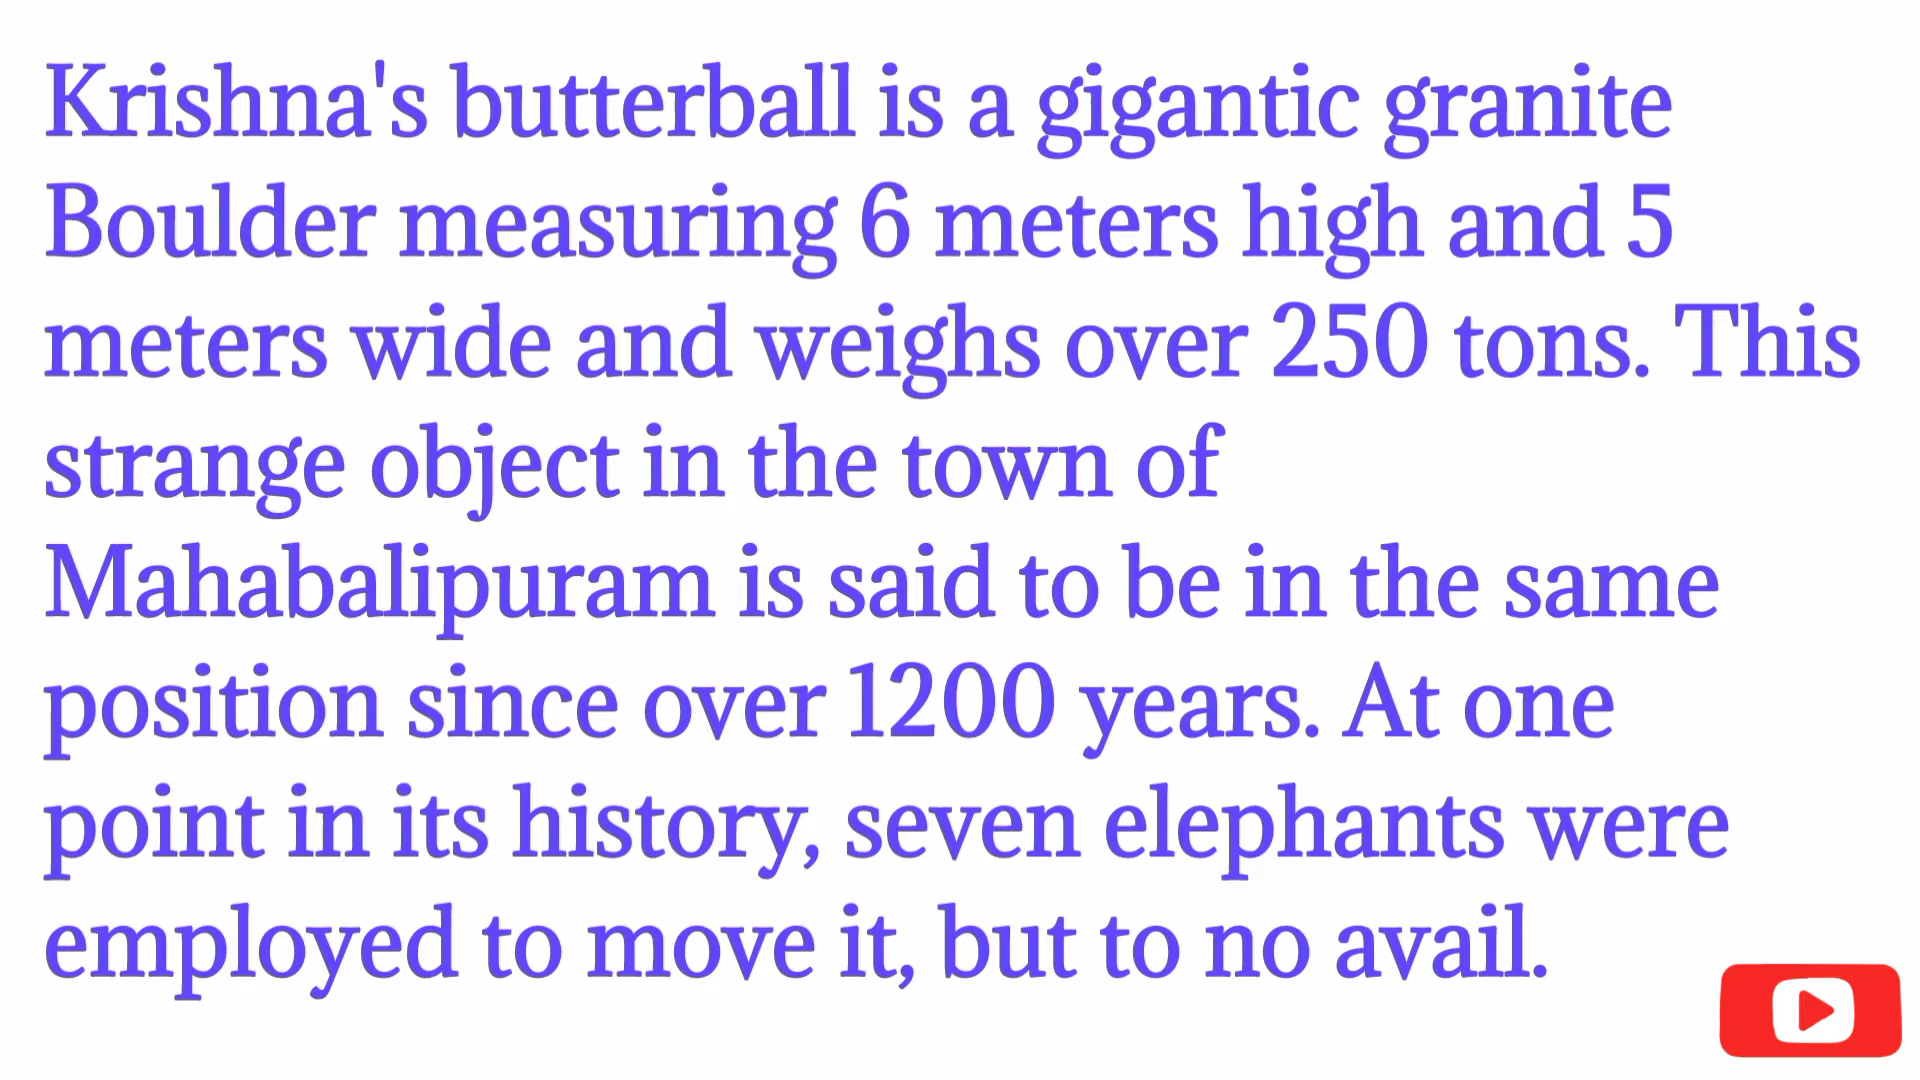 Krishna's butterball is a gigantic granite
Boulder measuring 6 meters high and 5
meters wide and weighs over 250 tons. This
strange object in the town of
Mahabalipuram is said to be in the same
position since over 1200 years. At one
point in its history, seven elephants were
employed to move it, but to no avail.